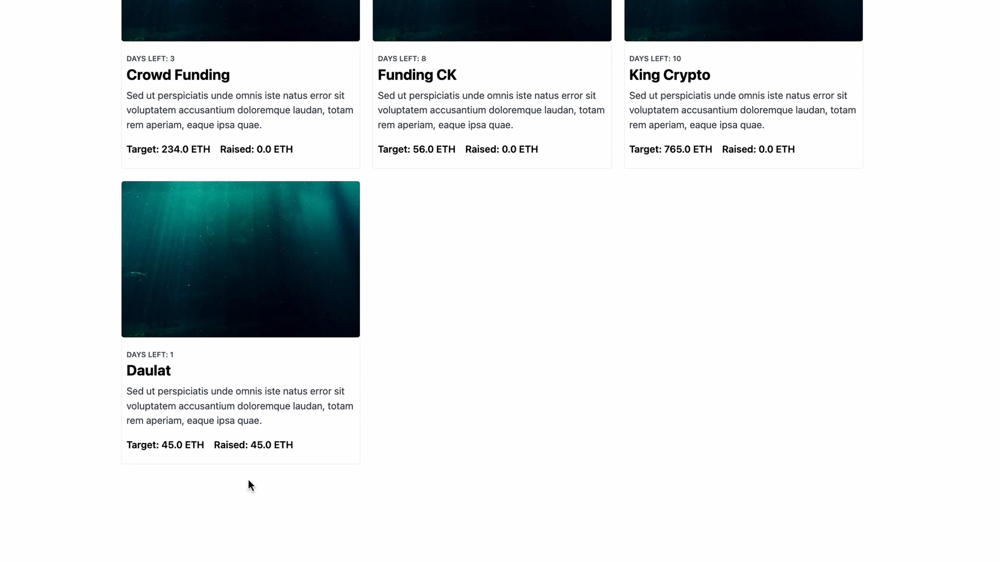 DAYS LEFT: 3
Crowd Funding
Sed ut perspiciatis unde omnis iste natus error sit
voluptatem accusantium doloremque laudan, totam
rem aperiam, eaque ipsa quae.
Target: 234.0 ETH Raised: 0.0 ETH
DAYS LEFT: 8
Funding CK
Sed ut perspiciatis unde omnis iste natus error sit
voluptatem accusantium doloremque laudan, totam
rem aperiam, eaque ipsa quae.
Target: 56.0 ETH Raised: 0.0 ETH
DAYS LEFT: 10
King Crypto
Sed ut perspiciatis unde omnis iste natus error sit
voluptatem accusantium doloremque laudan, totam
rem aperiam, eaque ipsa quae.
Target: 765.0 ETH Raised: 0.0 ETH
DAYS LEFT: 1
Daulat
Sed ut perspiciatis unde omnis iste natus error sit
voluptatem accusantium doloremque laudan, totam
rem aperiam, eaque ipsa quae.
Target: 45.0 ETH Raised: 45.0 ETH